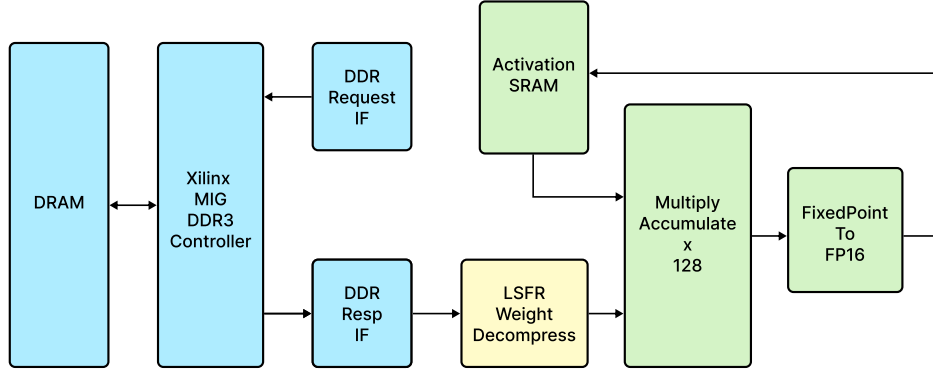 DRAM
Xilinx
MIG
DDR3
Controller
DDR
Request
IF
DDR
Resp
IF
Activation
SRAM
LSFR
Weight
Decompress
Multiply
Accumulate
x
128
FixedPoint
To
FP16